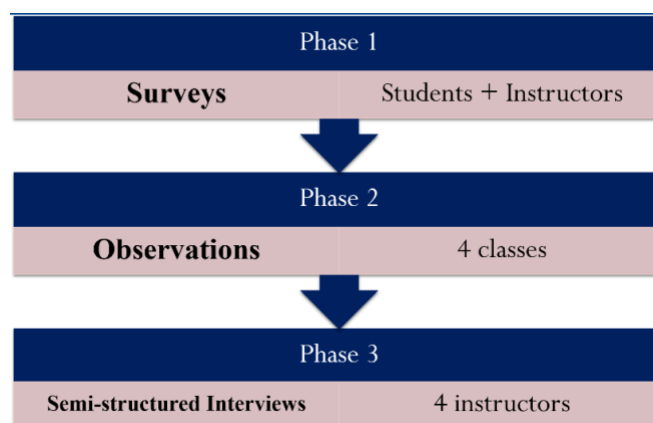 Phase 1
Surveys Students + Instructors
Phase 2
Observations 4 classes
Phase 3
Semi-structured Interviews 4 instructors